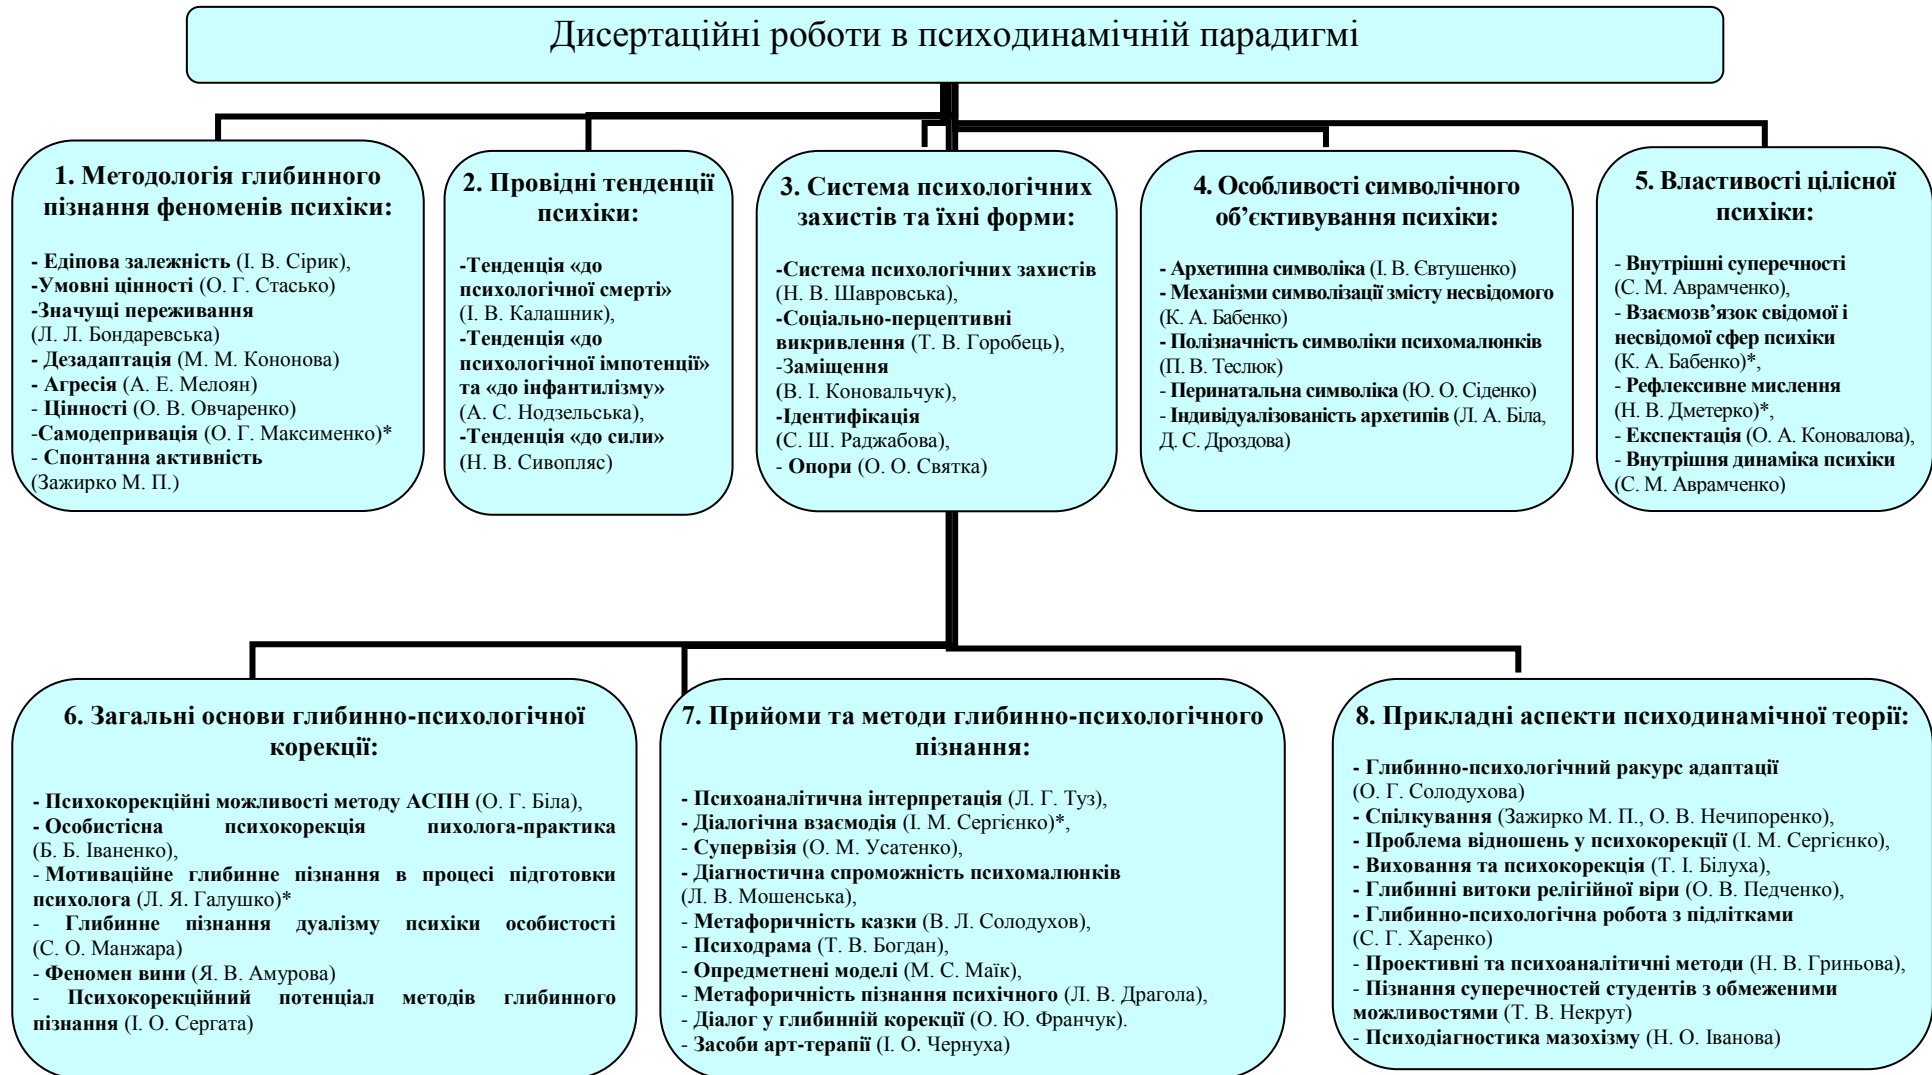 Дисертаційні роботи в психодинамічній парадигмі
1. Методологія глибинного
пізнання феноменів психіки:
- Едіпова залежність (І. В. Сірик),
-Умовні цінності (О. Г. Стасько)
-Значущі переживання
(Л. Л. Бондаревська)
- Дезадаптація (М. М. Кононова)
- Агресія (А. Е. Мелоян)
- Цінності (О. В. Овчаренко)
-Самодепривація (О. Г. Максименко)*
- Спонтанна активність
(Зажирко М. П.)
2. Провідні тенденції
психіки:
-Тенденція «до
психологічної смерті»
(І. В. Калашник),
-Тенденція «до
психологічної імпотенції»
та «до інфантилізму»
(А. С. Нодзельська),
-Тенденція «до сили»
(Н. В. Сивопляс)
3. Система психологічних
захистів та їхні форми:
-Система психологічних захистів
(Н. В. Шавровська),
-Соціально-перцептивні
викривлення (Т. В. Горобець),
-Заміщення
(В. І. Коновальчук),
-Ідентифікація
(С. Ш. Раджабова),
- Опори (О. О. Святка)
4. Особливості символічного
об’єктивування психіки:
- Архетипна символіка (І. В. Євтушенко)
- Механізми символізації змісту несвідомого
(К. А. Бабенко)
- Полізначність символіки психомалюнків
(П. В. Теслюк)
- Перинатальна символіка (Ю. О. Сіденко)
- Індивідуалізованість архетипів (Л. А. Біла,
Д. С. Дроздова)
5. Властивості цілісної
психіки:
- Внутрішні суперечності
(С. М. Аврамченко),
- Взаємозв’язок свідомої і
несвідомої сфер психіки
(К. А. Бабенко)*,
- Рефлексивне мислення
(Н. В. Дметерко)*,
- Експектація (О. А. Коновалова),
- Внутрішня динаміка психіки
(С. М. Аврамченко)
6. Загальні основи глибинно-психологічної
корекції:
- Психокорекційні можливості методу АСПН (О. Г. Біла),
- Особистісна психокорекція пихолога-практика
(Б. Б. Іваненко),
- Мотиваційне глибинне пізнання в процесі підготовки
психолога (Л. Я. Галушко)*
- Глибинне пізнання дуалізму психіки особистості
(С. О. Манжара)
- Феномен вини (Я. В. Амурова)
- Психокорекційний потенціал методів глибинного
пізнання (І. О. Сергата)
7. Прийоми та методи глибинно-психологічного
пізнання:
- Психоаналітична інтерпретація (Л. Г. Туз),
- Діалогічна взаємодія (І. М. Сергієнко)*,
- Супервізія (О. М. Усатенко),
- Діагностична спроможність психомалюнків
(Л. В. Мошенська),
- Метафоричність казки (В. Л. Солодухов),
- Психодрама (Т. В. Богдан),
- Опредметнені моделі (М. С. Маїк),
- Метафоричність пізнання психічного (Л. В. Драгола),
- Діалог у глибинній корекції (О. Ю. Франчук).
- Засоби арт-терапії (І. О. Чернуха)
8. Прикладні аспекти психодинамічної теорії:
- Глибинно-психологічний ракурс адаптації
(О. Г. Солодухова)
- Спілкування (Зажирко М. П., О. В. Нечипоренко),
- Проблема відношень у психокорекції (І. М. Сергієнко),
- Виховання та психокорекція (Т. І. Білуха),
- Глибинні витоки релігійної віри (О. В. Педченко),
- Глибинно-психологічна робота з підлітками
(С. Г. Харенко)
- Проективні та психоаналітичні методи (Н. В. Гриньова),
- Пізнання суперечностей студентів з обмеженими
можливостями (Т. В. Некрут)
- Психодіагностика мазохізму (Н. О. Іванова)